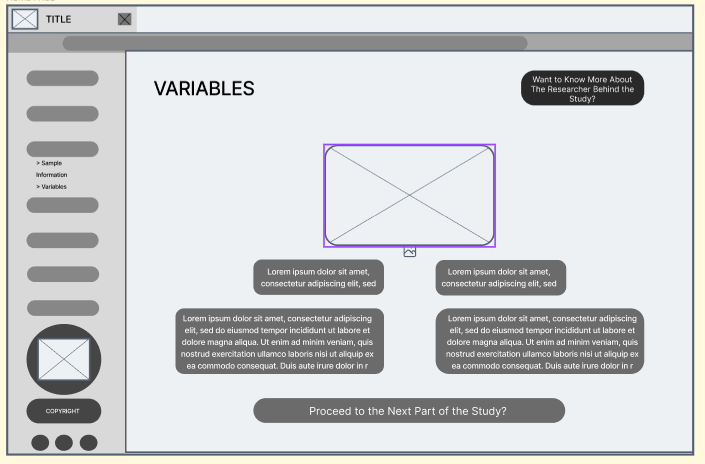 TITLE
VARIABLES
Want to Know More About
The Researcher Behind the
Study?
> Sample
Information
> Variables
Lorem ipsum dolor sit amet,
consectetur adipiscing elit, sed
Lorem ipsum dolor sit amet,
consectetur adipiscing elit, sed
Lorem ipsum dolor sit amet, consectetur adipiscing
elit, sed do eiusmod tempor incididunt ut labore et
dolore magna aliqua. Ut enim ad minim veniam, quis
nostrud exercitation ullamco laboris nisi ut aliquip ex
ea commodo consequat. Duis aute irure dolor in r
Lorem ipsum dolor sit amet, consectetur adipiscing
elit, sed do eiusmod tempor incididunt ut labore et
dolore magna aliqua. Ut enim ad minim veniam, quis
nostrud exercitation ullamco laboris nisi ut aliquip ex
ea commodo consequat. Duis aute irure dolor in r
COPYRIGHT
Proceed to the Next Part of the Study?